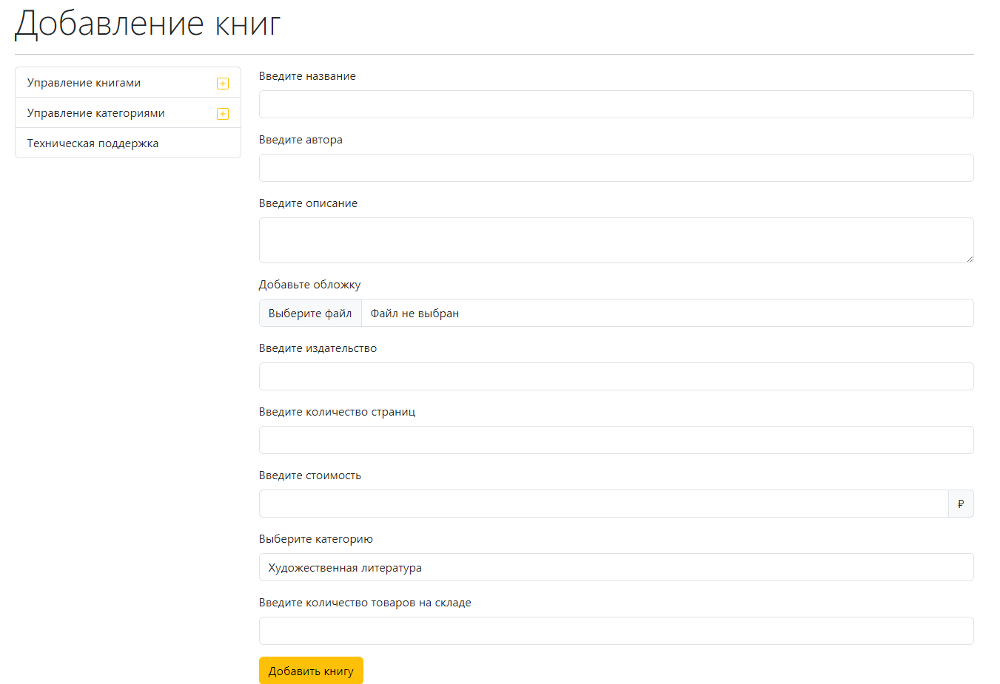 Добавление книг
Управление книгами
Управление категориями
Техническая поддержка
Введите название
Введите автора
Введите описание
Добавьте обложку
Выберите файл Файл не выбран
Введите издательство
Введите количество страниц
Введите стоимость
₽
Выберите категорию
Художественная литература
Введите количество товаров на складе
Добавить книгу